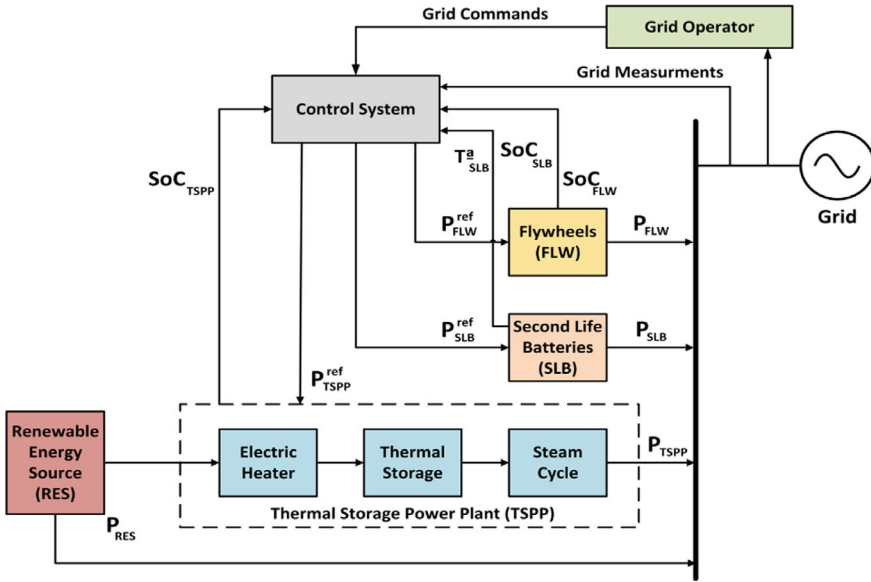 Grid Commands
Grid Operator
Grid Measurments
Control System
SoC_TSPP
T^a_SLB
SoC_SLB
SoC_FLW
Grid
P^ref_FLW
Flywheels
(FLW)
P_FLW
P^ref_SLB
Second Life
Batteries
(SLB)
P_SLB
P^ref_TSPP
Renewable
Energy
Source
(RES)
Electric
Heater
Thermal
Storage
Steam
Cycle
P_TSPP
Thermal Storage Power Plant (TSPP)
P_RES